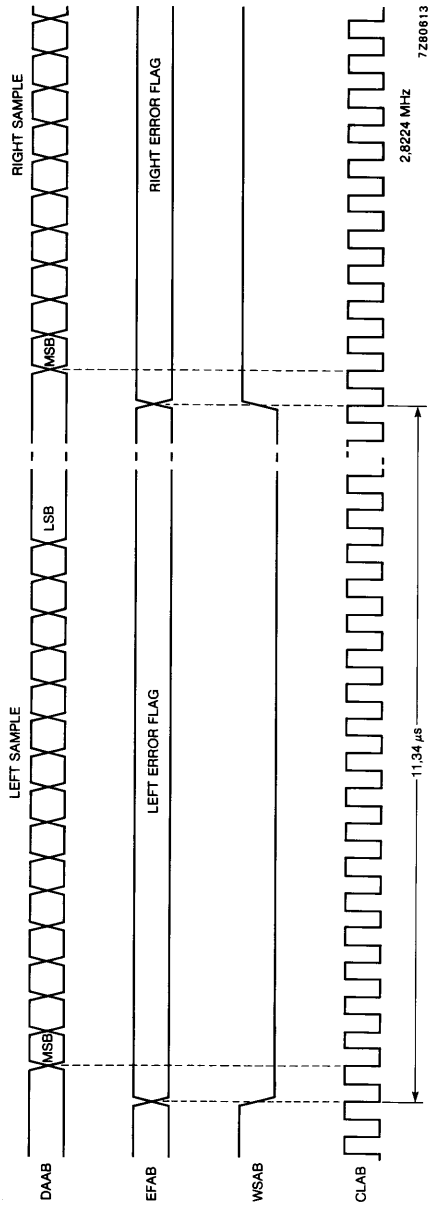 LEFT SAMPLE
RIGHT SAMPLE
DAAB
MSB
LSB
MSB
EFAB
LEFT ERROR FLAG
RIGHT ERROR FLAG
WSAB
CLAB
2,8224 MHz
11,34 µs
7Z80613